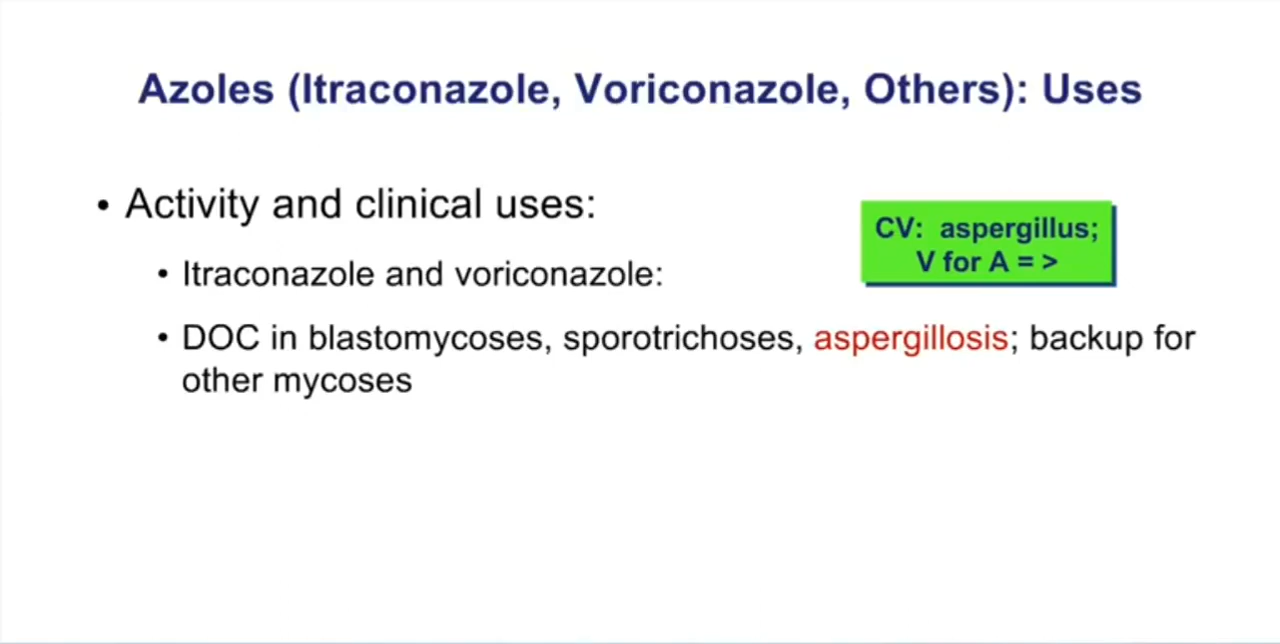 Azoles (Itraconazole, Voriconazole, Others): Uses
• Activity and clinical uses:
CV: aspergillus;
V for A = >
• Itraconazole and voriconazole:
• DOC in blastomycoses, sporotrichoses, aspergillosis; backup for
other mycoses